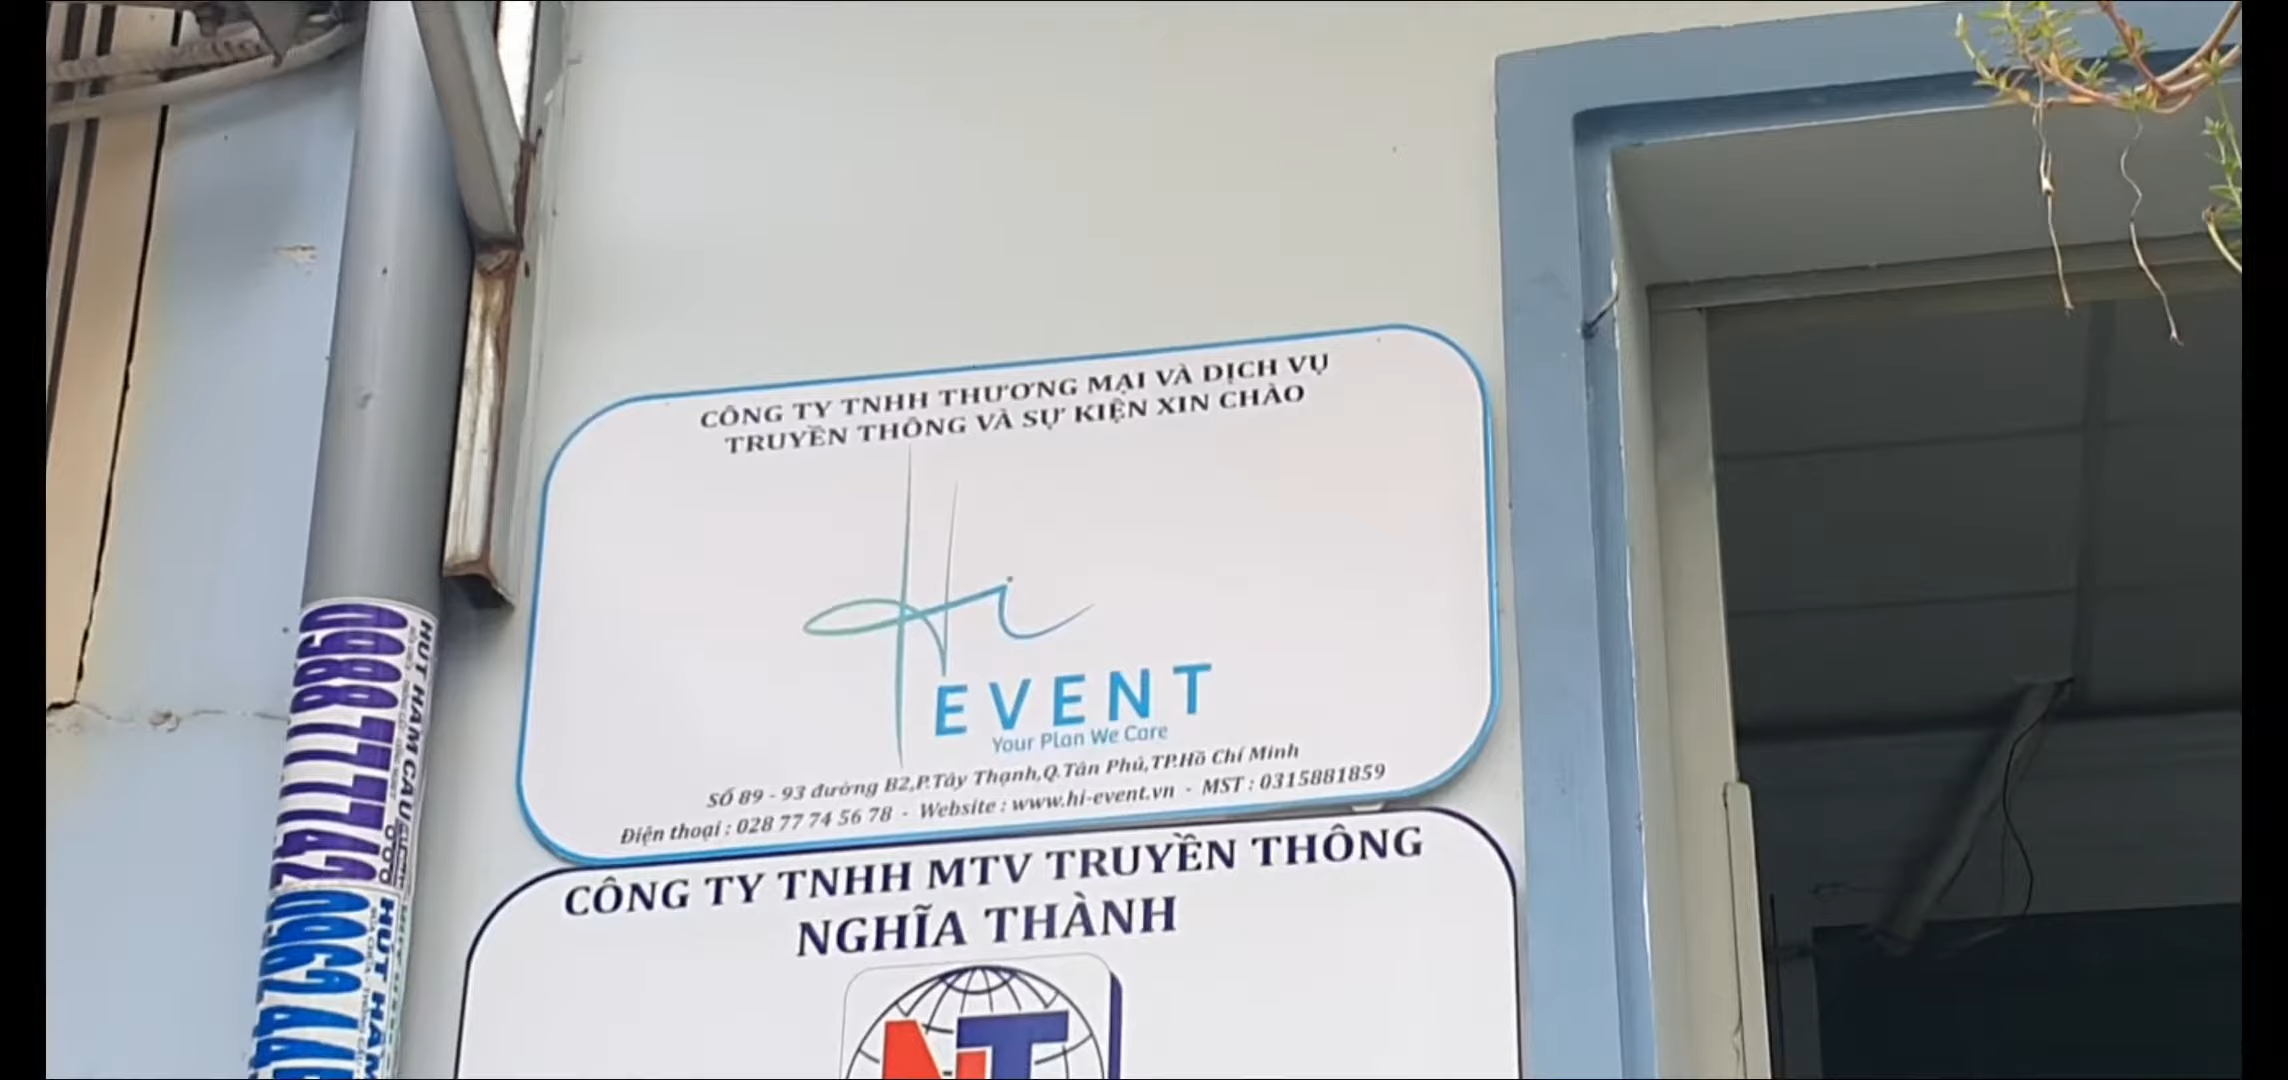 CÔNG TY TNHH THƯƠNG MẠI VÀ DỊCH VỤ
TRUYỀN THÔNG VÀ SỰ KIỆN XIN CHÀO
Hi
EVENT
Your Plan We Care
SỐ 89 - 93 đường B2,P.Tây Thạnh,Q.Tân Phú,TP.Hồ Chí Minh
Điện thoại : 028 77 74 56 78 - Website : www.hi-event.vn - MST : 0315881859
CÔNG TY TNHH MTV TRUYỀN THÔNG
NGHĨA THÀNH
NT
HÚT HẦM CẦU
HÚT HẦM